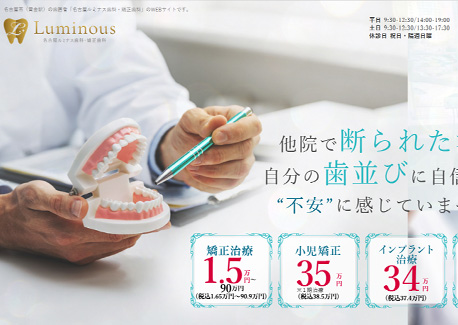 名古屋市「黄金駅」の歯医者「名古屋ルミナス歯科・矯正歯科」のWEBサイトです。
Luminous
名古屋ルミナス歯科・矯正歯科
平日 9:30-12:30/14:00-19:00
土日 9:30-12:30/13:30-17:30
休診日 祝日・隔週日曜
他院で断られた
自分の歯並びに自信
“不安”に感じていま
矯正治療
1.5万円～
90万円
(税込1.65万円～90.9万円)
小児矯正
35万円
※1期治療
(税込38.5万円)
インプラント
治療
34万円
(税込37.4万円)